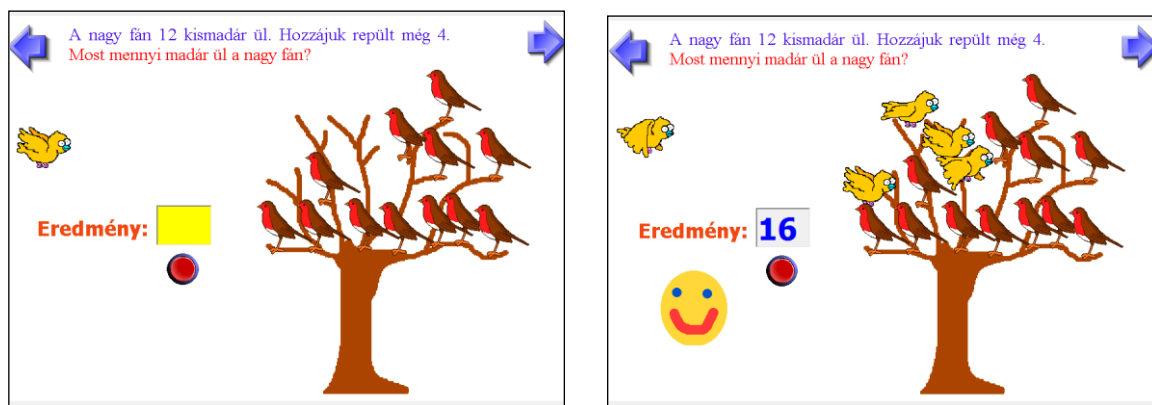 A nagy fán 12 kismadár ül. Hozzájuk repült még 4.
Most mennyi madár ül a nagy fán?
Eredmény:
A nagy fán 12 kismadár ül. Hozzájuk repült még 4.
Most mennyi madár ül a nagy fán?
Eredmény: 16